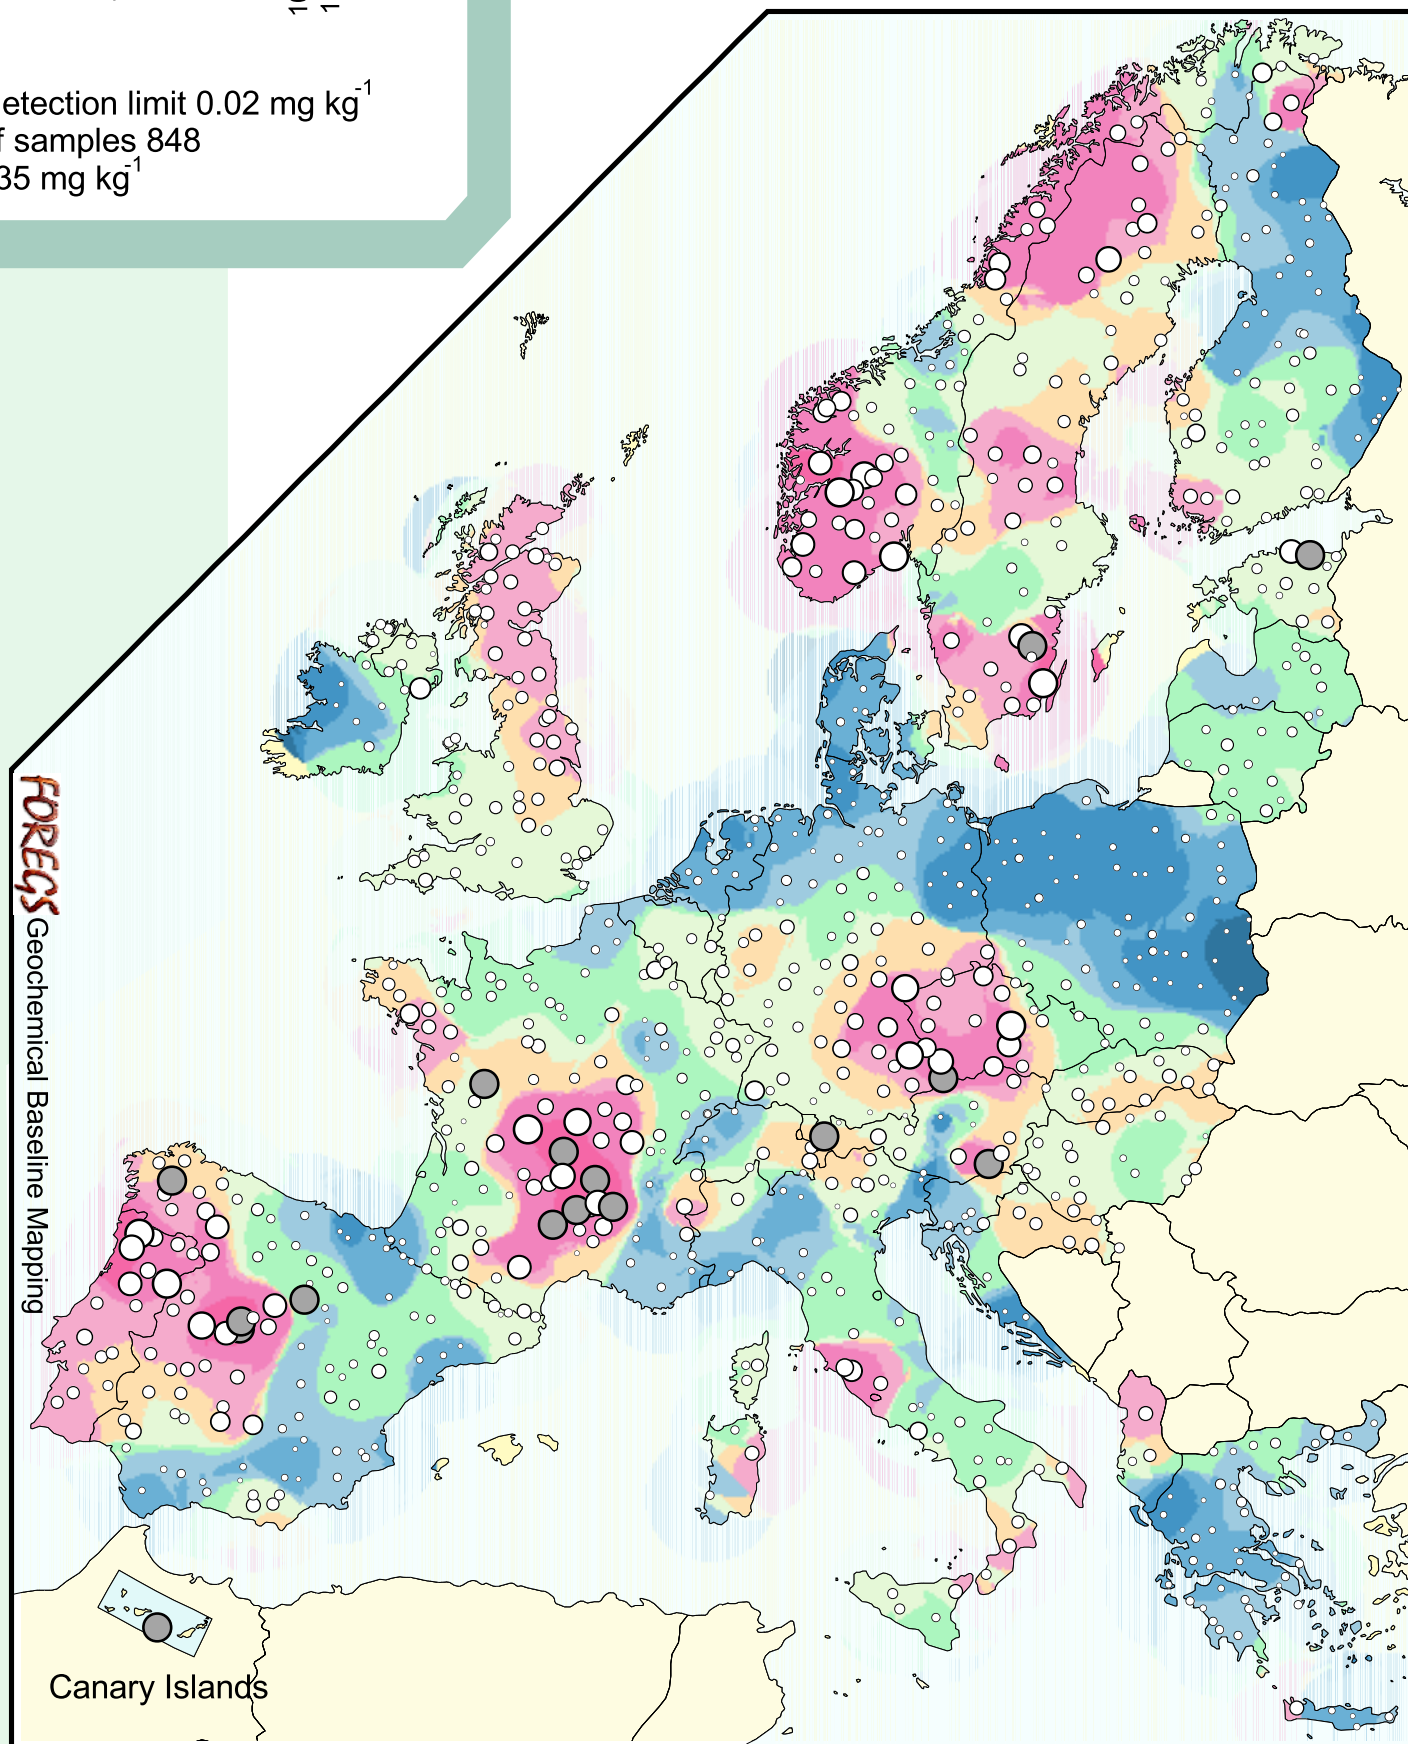 etection limit 0.02 mg kg-1
f samples 848
35 mg kg-1
FOREGS Geochemical Baseline Mapping
Canary Islands